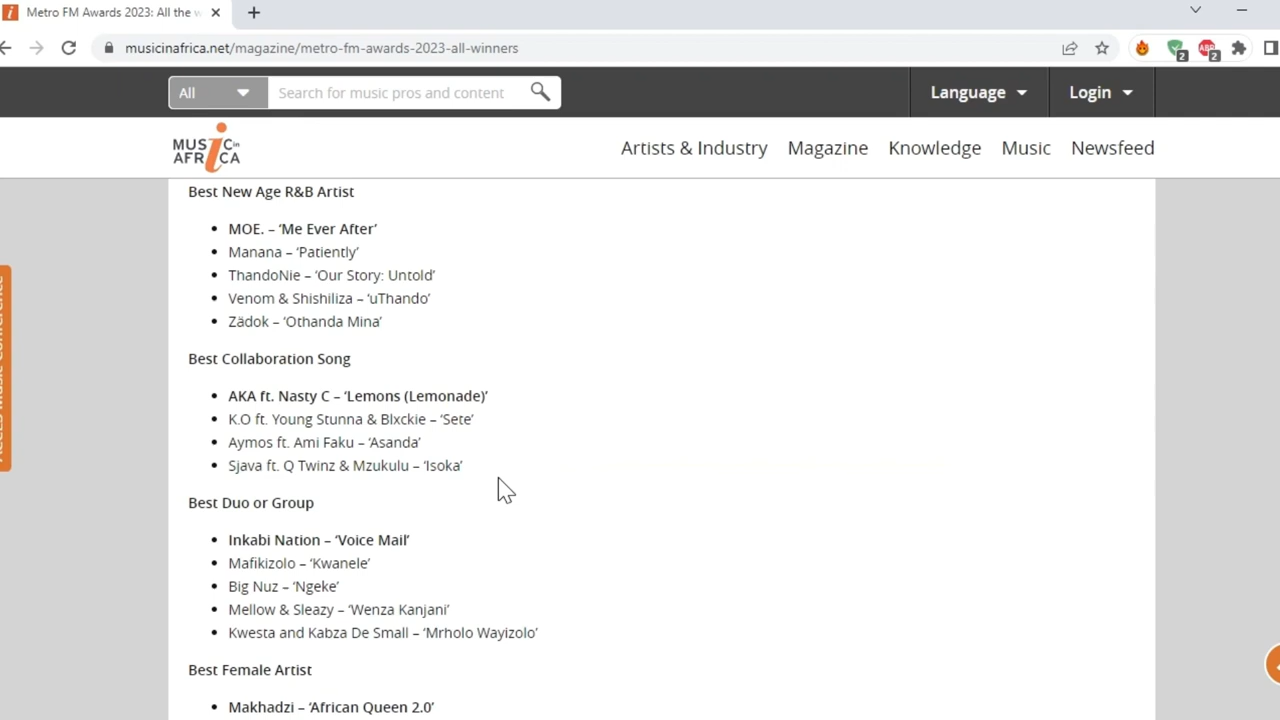 Metro FM Awards 2023: All the w
musicinafrica.net/magazine/metro-fm-awards-2023-all-winners
2
ABP
2
All
Search for music pros and content
Language
Login
MUSiC in
AFRiCA
Artists & Industry
Magazine
Knowledge
Music
Newsfeed
Best New Age R&B Artist
MOE. – ‘Me Ever After’
Manana – ‘Patiently’
ThandoNie – ‘Our Story: Untold’
Venom & Shishiliza – ‘uThando’
Zädok – ‘Othanda Mina’
Best Collaboration Song
AKA ft. Nasty C – ‘Lemons (Lemonade)’
K.O ft. Young Stunna & Blxckie – ‘Sete’
Aymos ft. Ami Faku – ‘Asanda’
Sjava ft. Q Twinz & Mzukulu – ‘Isoka’
Best Duo or Group
Inkabi Nation – ‘Voice Mail’
Mafikizolo – ‘Kwanele’
Big Nuz – ‘Ngeke’
Mellow & Sleazy – ‘Wenza Kanjani’
Kwesta and Kabza De Small – ‘Mrholo Wayizolo’
Best Female Artist
Makhadzi – ‘African Queen 2.0’